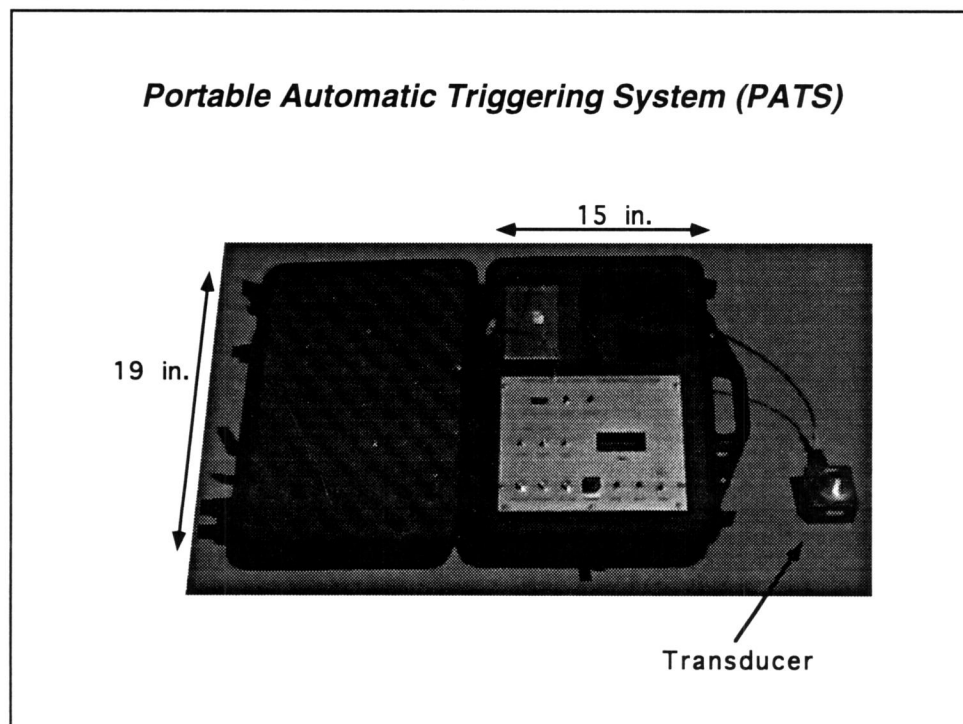 Portable Automatic Triggering System (PATS)
15 in.
19 in.
Transducer